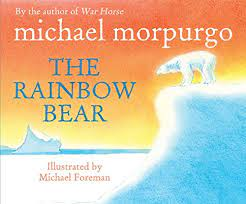 By the author of War Horse
michael morpurgo
THE
RAINBOW
BEAR
Illustrated by
Michael Foreman